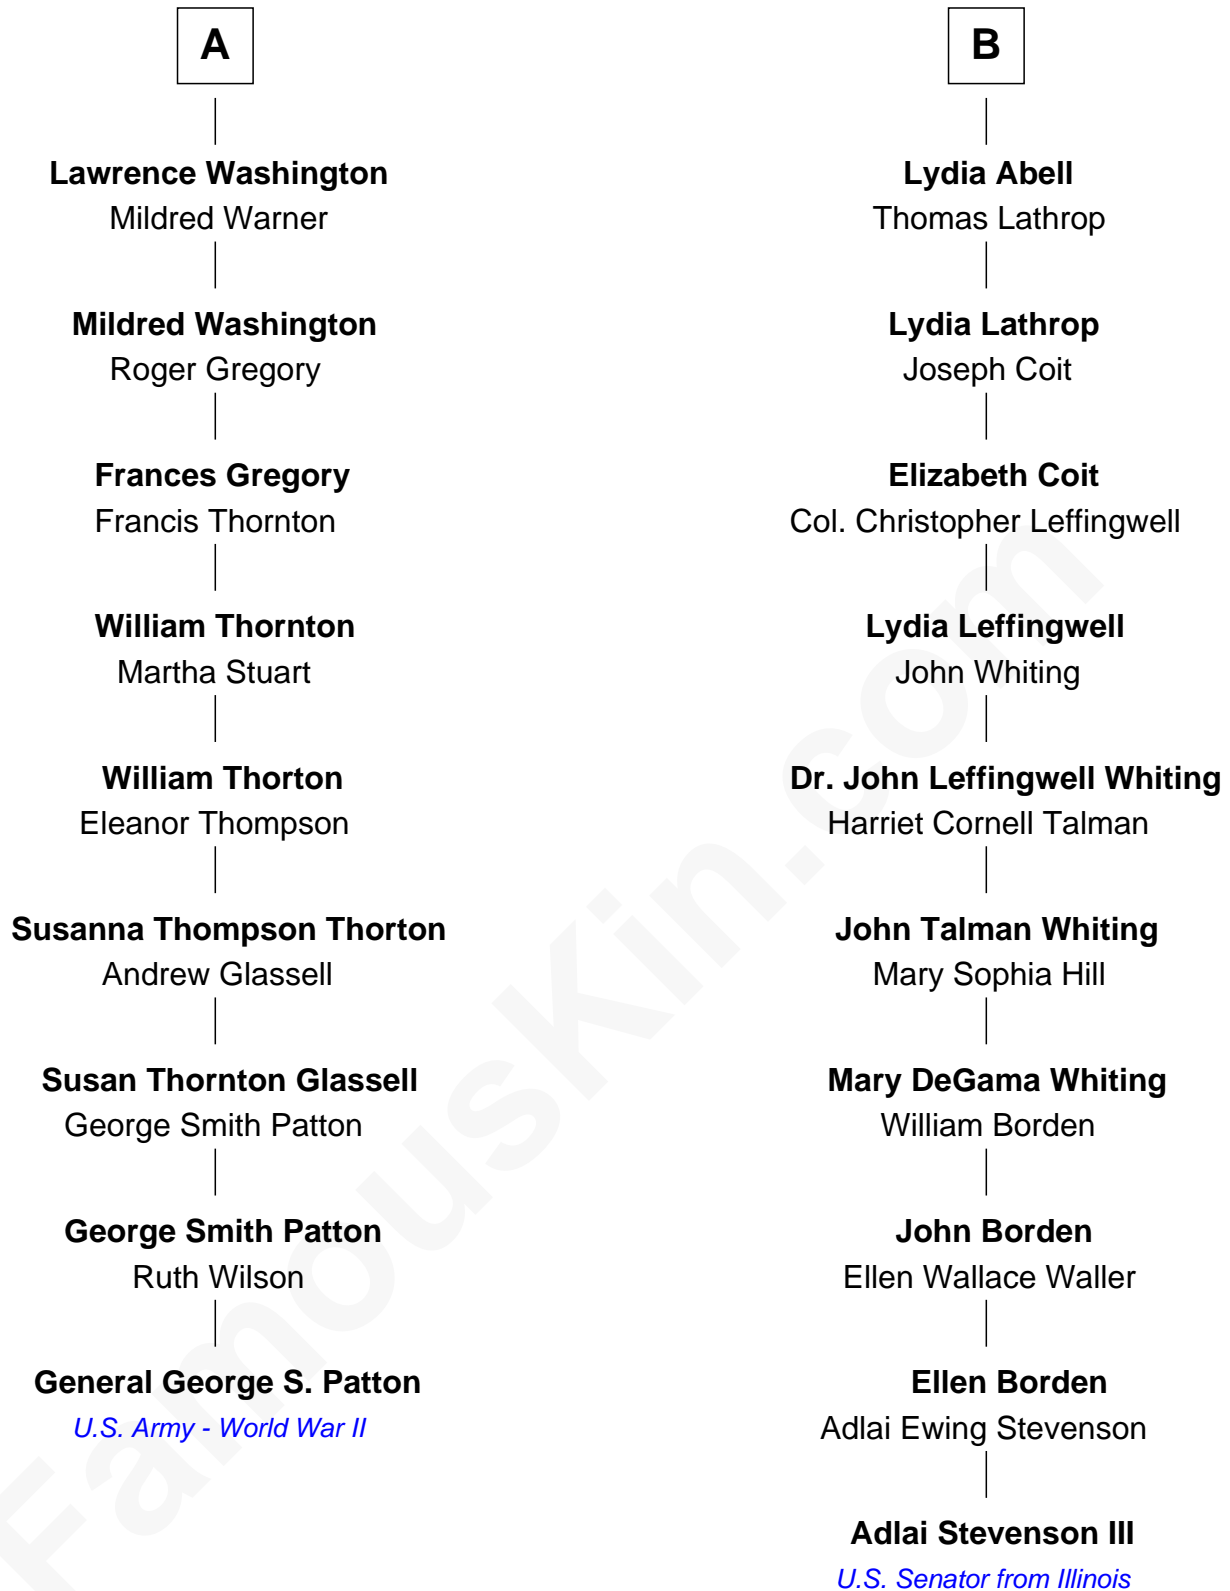 A
Lawrence Washington
Mildred Warner
Mildred Washington
Roger Gregory
Frances Gregory
Francis Thornton
William Thornton
Martha Stuart
William Thorton
Eleanor Thompson
Susanna Thompson Thorton
Andrew Glassell
Susan Thornton Glassell
George Smith Patton
George Smith Patton
Ruth Wilson
General George S. Patton
U.S. Army - World War II
B
Lydia Abell
Thomas Lathrop
Lydia Lathrop
Joseph Coit
Elizabeth Coit
Col. Christopher Leffingwell
Lydia Leffingwell
John Whiting
Dr. John Leffingwell Whiting
Harriet Cornell Talman
John Talman Whiting
Mary Sophia Hill
Mary DeGama Whiting
William Borden
John Borden
Ellen Wallace Waller
Ellen Borden
Adlai Ewing Stevenson
Adlai Stevenson III
U.S. Senator from Illinois
FamousKin.com